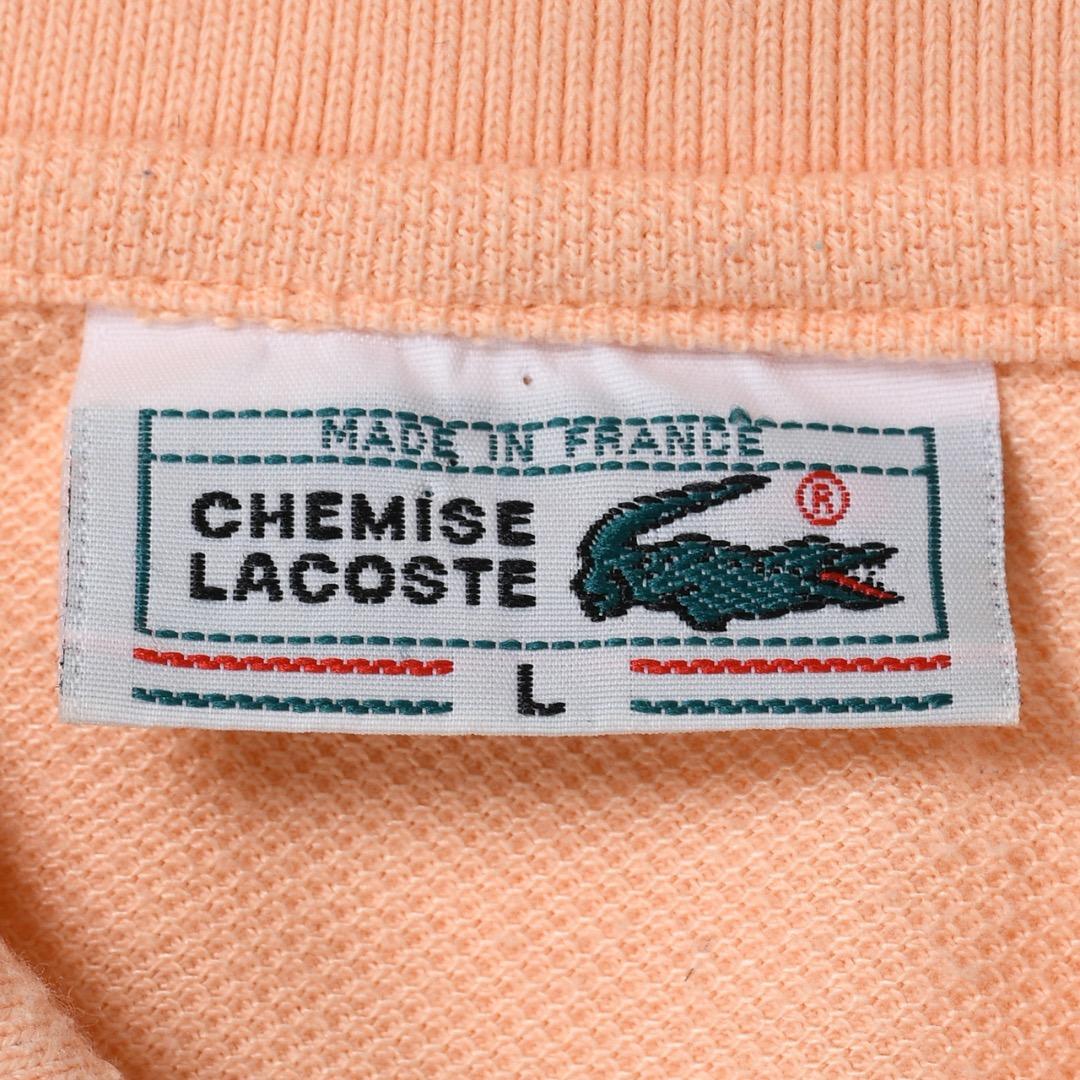 MADE IN FRANCE
CHEMiSE
LACOSTE
®
L